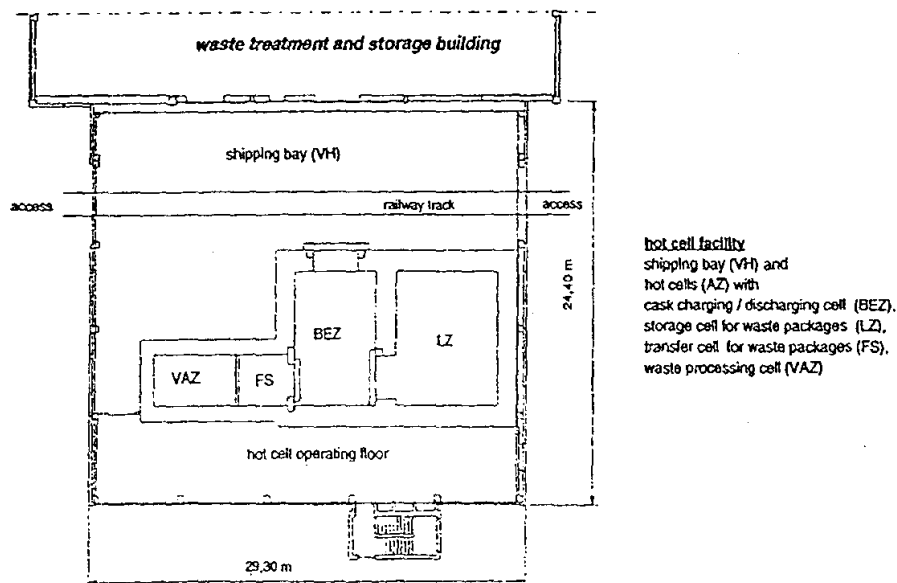 waste treatment and storage building
shipping bay (VH)
access
railway track
access
BEZ
LZ
VAZ
FS
hot cell operating floor
24,40 m
29,30 m
hot cell facility
shipping bay (VH) and
hot cells (AZ) with
cask charging / discharging cell (BEZ),
storage cell for waste packages (LZ),
transfer cell for waste packages (FS),
waste processing cell (VAZ)